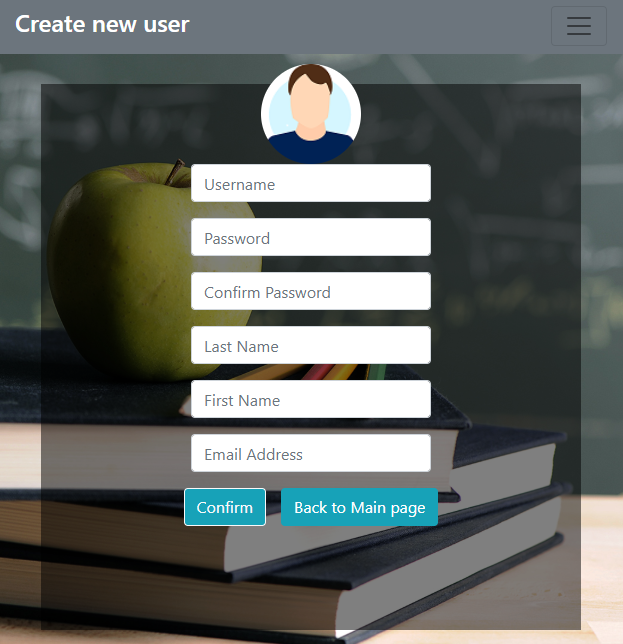 Create new user
Username
Password
Confirm Password
Last Name
First Name
Email Address
Confirm
Back to Main page